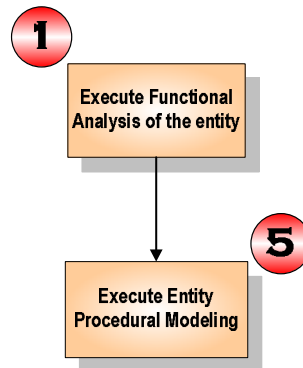 1
Execute Functional
Analysis of the entity
5
Execute Entity
Procedural Modeling